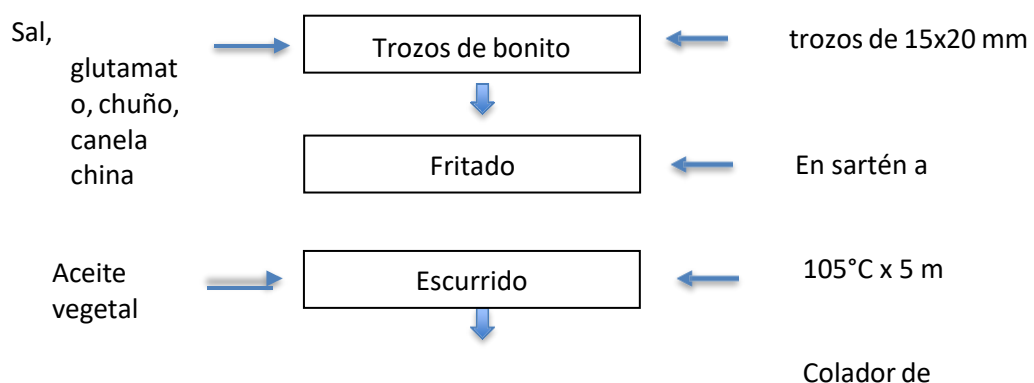 Sal,
glutamat
o, chuño,
canela
china
Trozos de bonito
trozos de 15x20 mm
Fritado
En sartén a
Aceite
vegetal
Escurrido
105°C x 5 m
Colador de